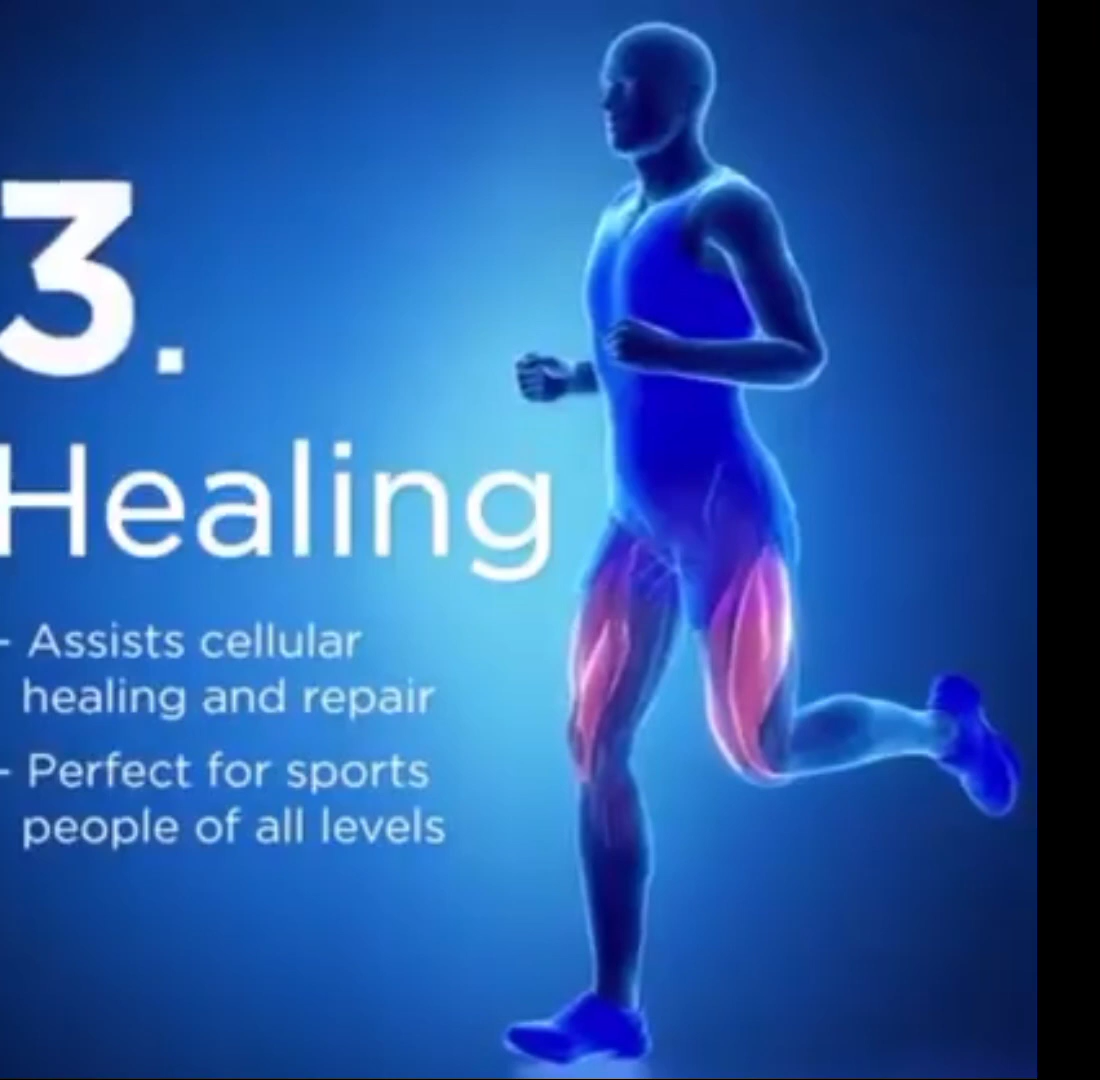 3.
Healing
- Assists cellular
healing and repair
- Perfect for sports
people of all levels